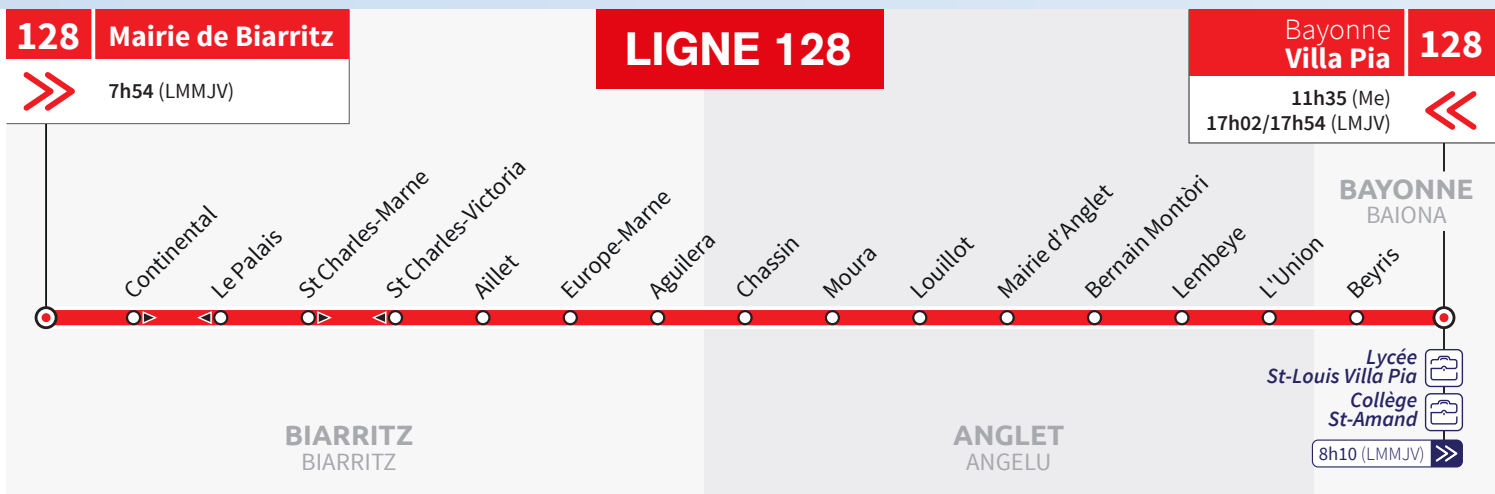 128 Mairie de Biarritz
7h54 (LMMJV)
LIGNE 128
Bayonne
Villa Pia 128
11h35 (Me)
17h02/17h54 (LMJV)
BAYONNE
BAIONA
Continental
Le Palais
St Charles-Marne
St Charles-Victoria
Aillet
Europe-Marne
Aguilera
Chassin
Moura
Louillot
Mairie d'Anglet
Bernain Montòri
Lembeye
L'Union
Beyris
Lycée
St-Louis Villa Pia
Collège
St-Amand
8h10 (LMMJV)
BIARRITZ
BIARRITZ
ANGLET
ANGELU